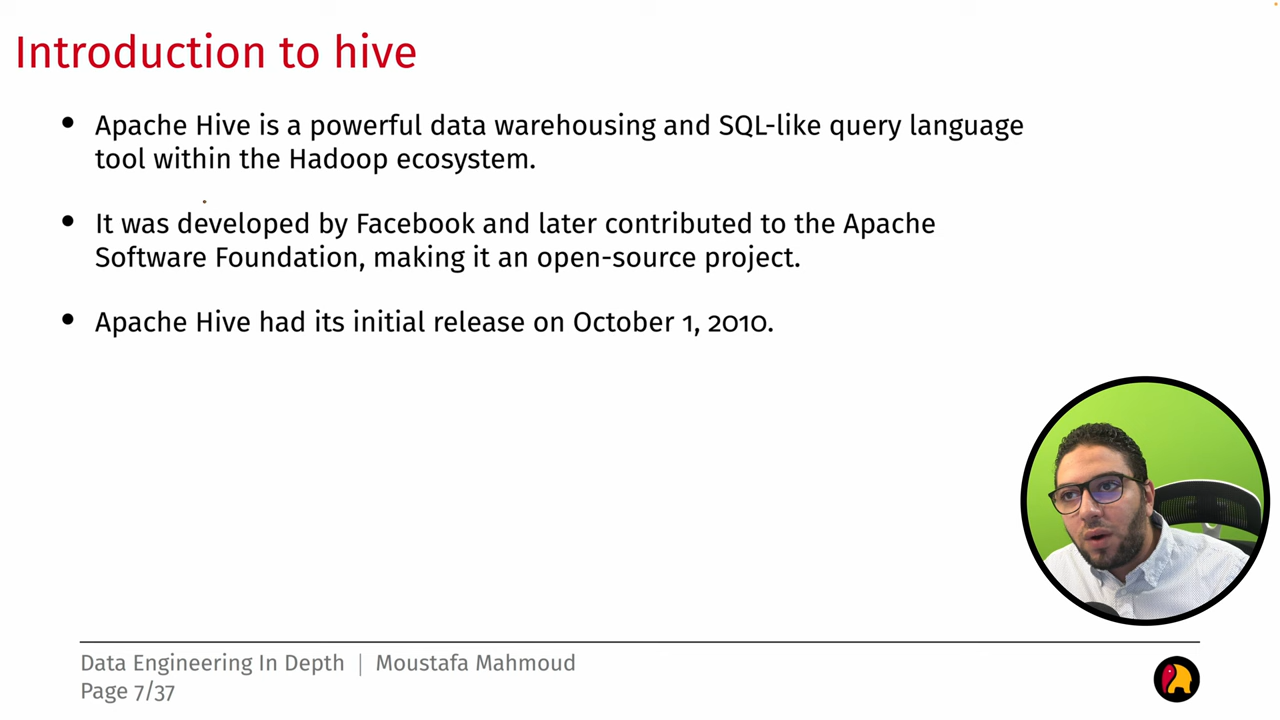 Introduction to hive
• Apache Hive is a powerful data warehousing and SQL-like query language
tool within the Hadoop ecosystem.
• It was developed by Facebook and later contributed to the Apache
Software Foundation, making it an open-source project.
• Apache Hive had its initial release on October 1, 2010.
Data Engineering In Depth | Moustafa Mahmoud
Page 7/37